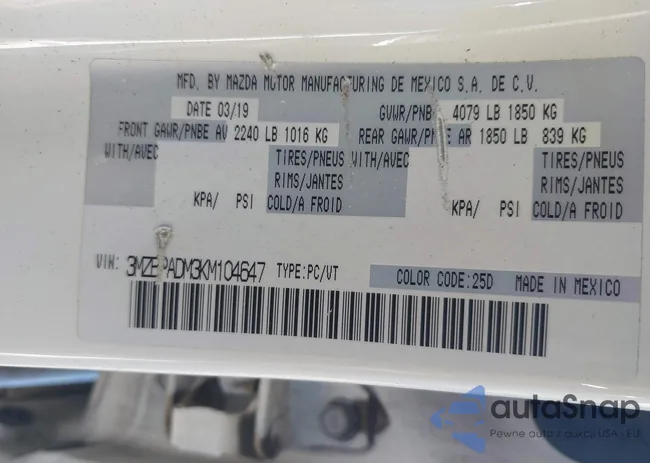 MFD. BY MAZDA MOTOR MANUFACTURING DE MEXICO S.A. DE C.V.
DATE 03/19 GVWR/PNBE 4079 LB 1850 KG
FRONT GAWR/PNBE AV 2240 LB 1016 KG REAR GAWR/PNBE AR 1850 LB 839 KG
WITH/AVEC TIRES/PNEUS WITH/AVEC TIRES/PNEUS
RIMS/JANTES RIMS/JANTES
KPA/ PSI COLD/A FROID KPA/ PSI COLD/A FROID
VIN: 3MZBPADM3KM104647 TYPE:PC/VT COLOR CODE:25D MADE IN MEXICO
autaSnap
Pewne auta z aukcji USA - EU